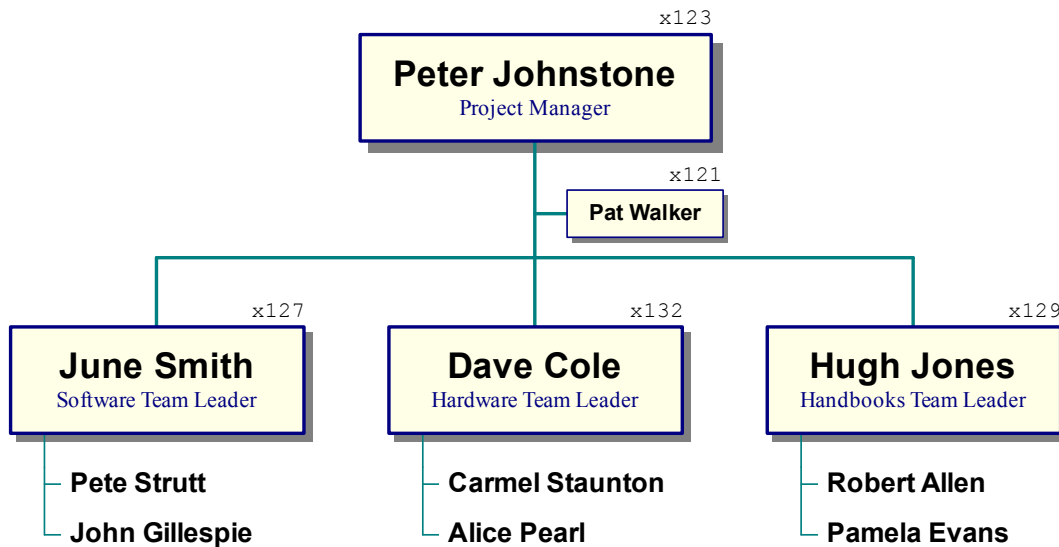 x123
Peter Johnstone
Project Manager
x121
Pat Walker
x127
June Smith
Software Team Leader
Pete Strutt
John Gillespie
x132
Dave Cole
Hardware Team Leader
Carmel Staunton
Alice Pearl
x129
Hugh Jones
Handbooks Team Leader
Robert Allen
Pamela Evans